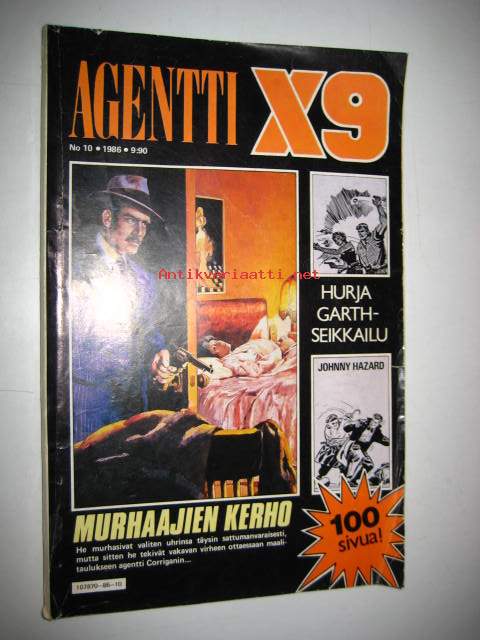 AGENTTI X9
No 10 • 1986 • 9:90
Antikvariaatti.net
HURJA
GARTH-
SEIKKAILU
JOHNNY HAZARD
MURHAAJIEN KERHO
He murhasivat valiten uhrinsa täysin sattumanvaraisesti,
mutta sitten he tekivät vakavan virheen ottaessaan maali-
taulukseen agentti Corriganin...
100
sivua!
107870-86-10